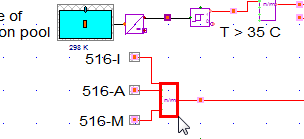 e of
on pool
298 K
T > 35 C
n/m
516-I
516-A
n/m
516-M